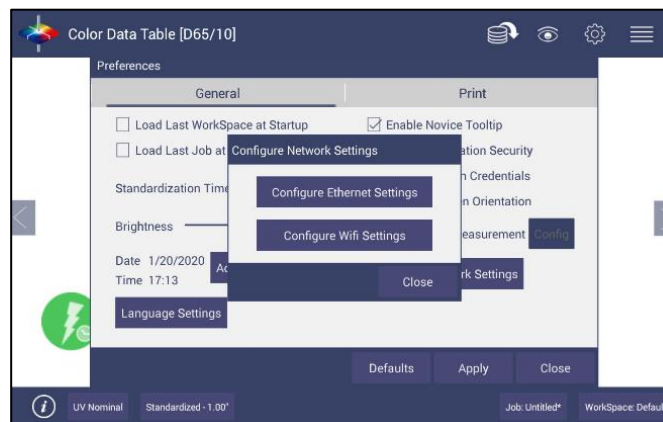 Color Data Table [D65/10]
Preferences
General
Print
Load Last WorkSpace at Startup
Enable Novice Tooltip
Load Last Job at
Configure Network Settings
ation Security
Standardization Time
Configure Ethernet Settings
n Credentials
n Orientation
Brightness
Configure Wifi Settings
easurement
Config
Date 1/20/2020
Time 17:13
Ac
Close
rk Settings
Language Settings
Defaults
Apply
Close
UV Nominal
Standardized - 1.00"
Job: Untitled*
WorkSpace: Defaul